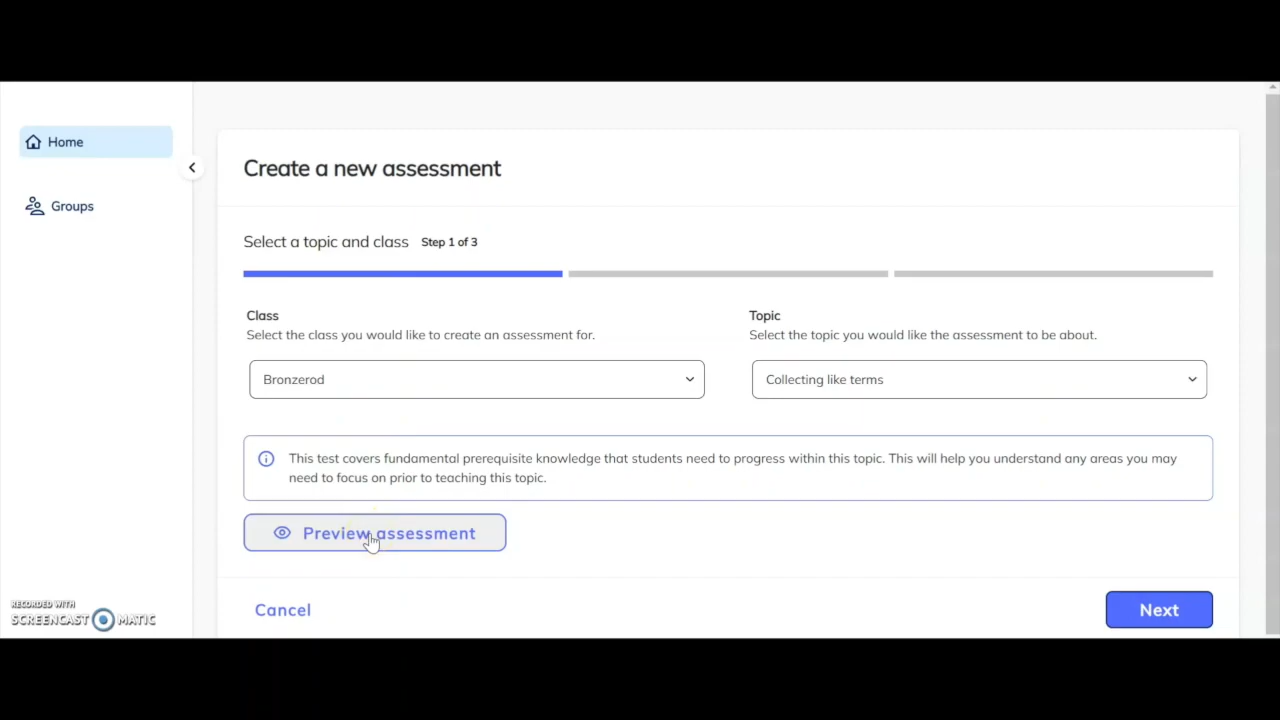 Home
Groups
Create a new assessment
Select a topic and class Step 1 of 3
Class
Select the class you would like to create an assessment for.
Bronzerod
Topic
Select the topic you would like the assessment to be about.
Collecting like terms
This test covers fundamental prerequisite knowledge that students need to progress within this topic. This will help you understand any areas you may
need to focus on prior to teaching this topic.
Preview assessment
Cancel
Next
RECORDED WITH
SCREENCAST MATIC